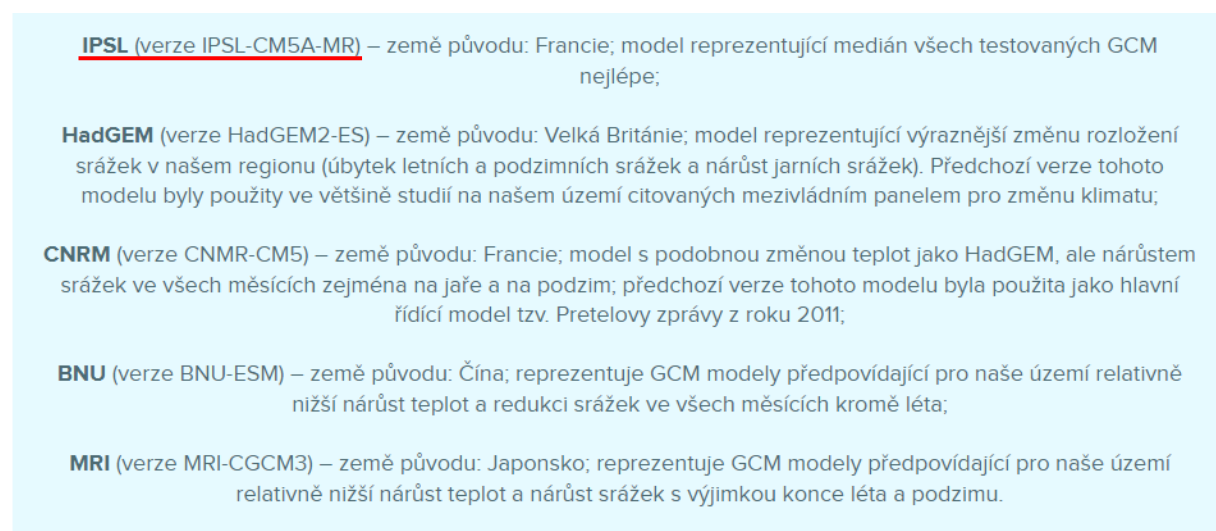 IPSL (verze IPSL-CM5A-MR) – země původu: Francie; model reprezentující medián všech testovaných GCM
nejlépe;
HadGEM (verze HadGEM2-ES) – země původu: Velká Británie; model reprezentující výraznější změnu rozložení
srážek v našem regionu (úbytek letních a podzimních srážek a nárůst jarních srážek). Předchozí verze tohoto
modelu byly použity ve většině studií na našem území citovaných mezivládním panelem pro změnu klimatu;
CNRM (verze CNMR-CM5) – země původu: Francie; model s podobnou změnou teplot jako HadGEM, ale nárůstem
srážek ve všech měsících zejména na jaře a na podzim; předchozí verze tohoto modelu byla použita jako hlavní
řídící model tzv. Pretelovy zprávy z roku 2011;
BNU (verze BNU-ESM) – země původu: Čína; reprezentuje GCM modely předpovídající pro naše území relativně
nižší nárůst teplot a redukci srážek ve všech měsících kromě léta;
MRI (verze MRI-CGCM3) – země původu: Japonsko; reprezentuje GCM modely předpovídající pro naše území
relativně nižší nárůst teplot a nárůst srážek s výjimkou konce léta a podzimu.